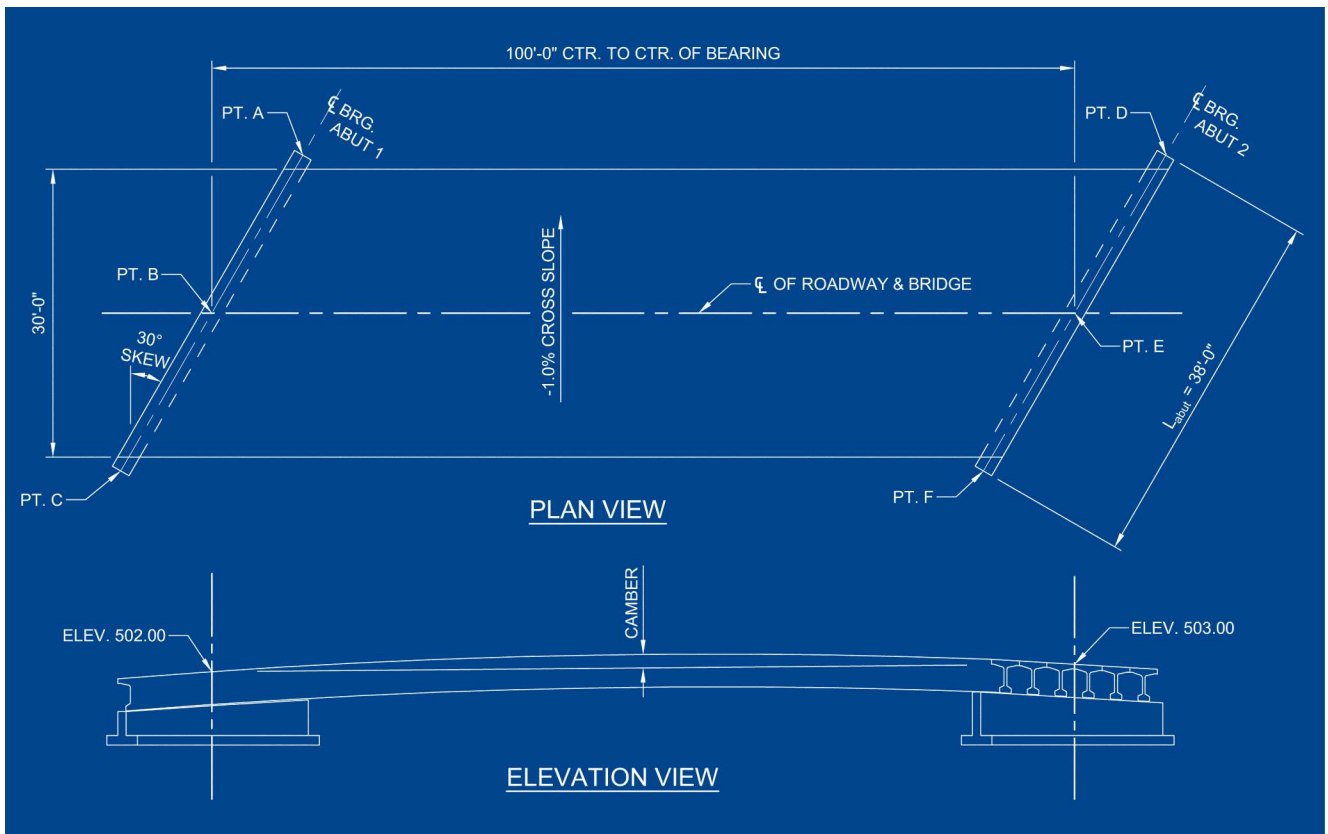 100'-0" CTR. TO CTR. OF BEARING
PT. A
℄ BRG.
ABUT 1
PT. D
℄ BRG.
ABUT 2
30'-0"
PT. B
-1.0% CROSS SLOPE
℄ OF ROADWAY & BRIDGE
30°
SKEW
PT. E
Labut = 38'-0"
PT. C
PT. F
PLAN VIEW
CAMBER
ELEV. 502.00
ELEV. 503.00
ELEVATION VIEW